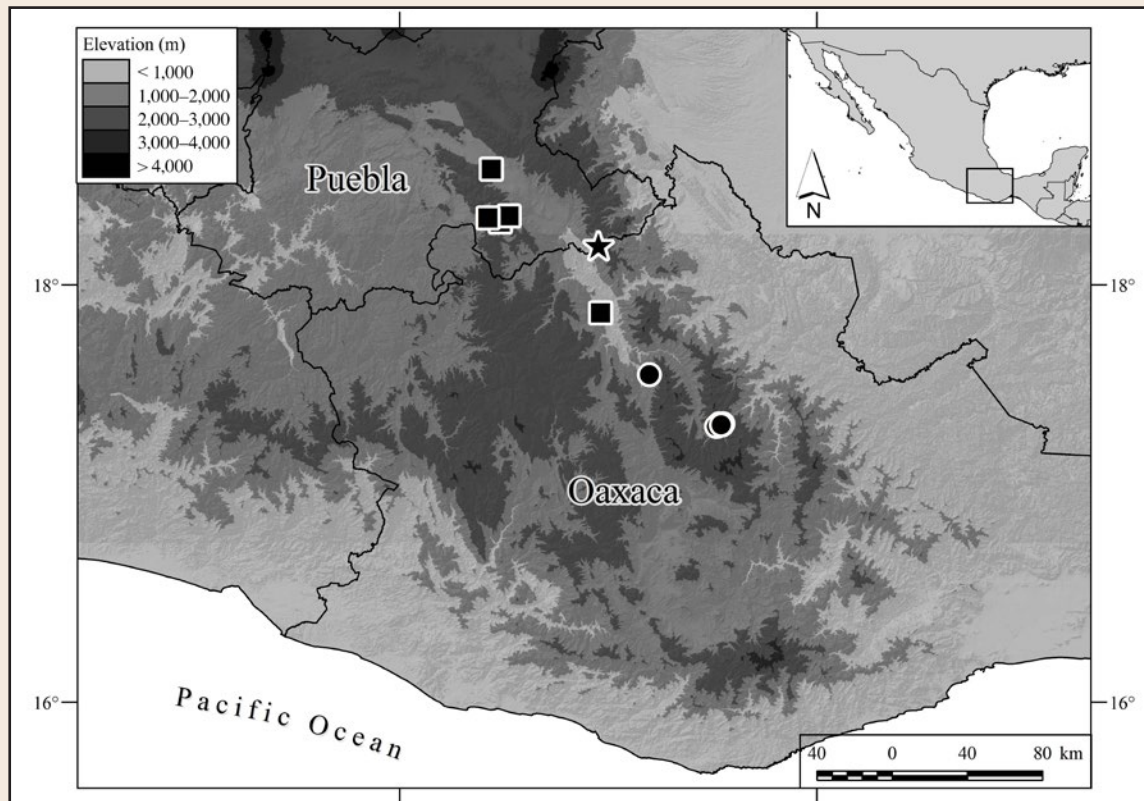 Elevation (m)
< 1,000
1,000–2,000
2,000–3,000
3,000–4,000
> 4,000
N
Puebla
18°
18°
Oaxaca
16°
16°
Pacific Ocean
40 0 40 80 km